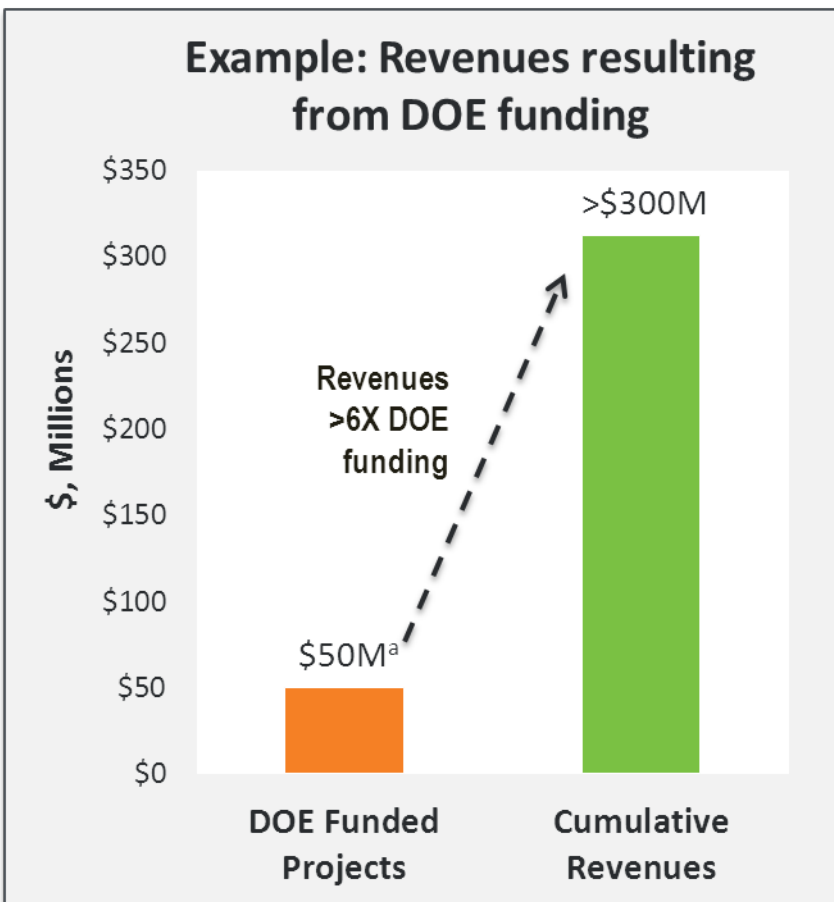 Example: Revenues resulting
from DOE funding
$350
$300
$250
$200
$150
$100
$50
$0
$, Millions
>$300M
Revenues
>6X DOE
funding
$50Mᵃ
DOE Funded
Projects
Cumulative
Revenues